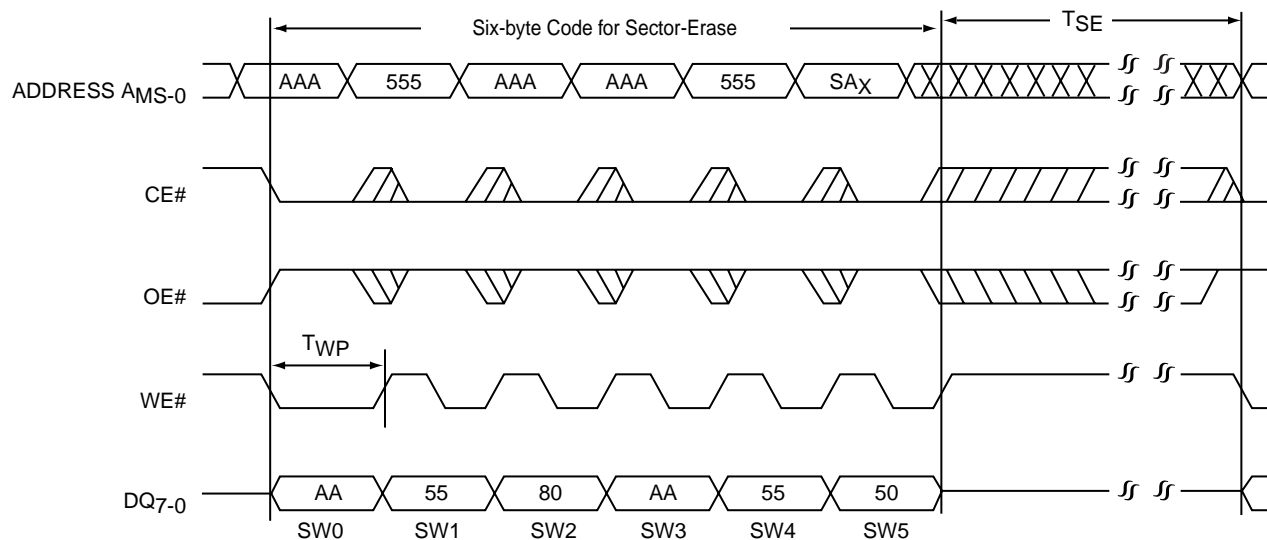 Six-byte Code for Sector-Erase
TSE
ADDRESS AMS-0
AAA 555 AAA AAA 555 SAX
CE#
OE#
TWP
WE#
DQ7-0
AA 55 80 AA 55 50
SW0 SW1 SW2 SW3 SW4 SW5